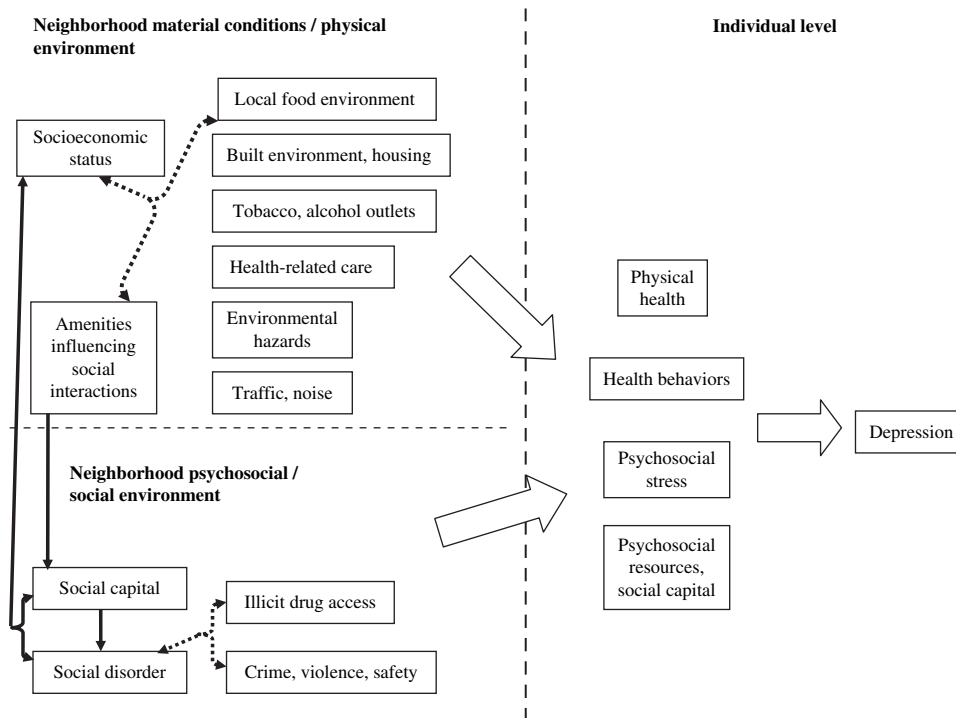 Neighborhood material conditions / physical
environment
Individual level
Local food environment
Socioeconomic
status
Built environment, housing
Tobacco, alcohol outlets
Health-related care
Amenities
influencing
social
interactions
Environmental
hazards
Traffic, noise
Physical
health
Health behaviors
Depression
Psychosocial
stress
Psychosocial
resources,
social capital
Neighborhood psychosocial /
social environment
Social capital
Illicit drug access
Social disorder
Crime, violence, safety